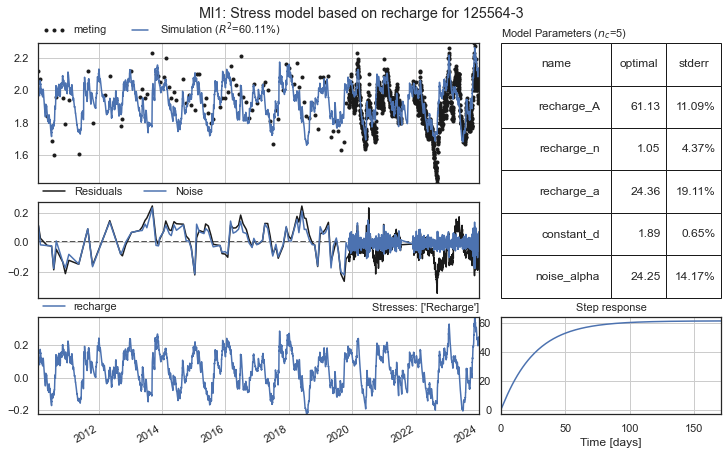 Ml1: Stress model based on recharge for 125564-3
meting
Simulation (R²=60.11%)
2.2
2.0
1.8
1.6
Residuals
Noise
0.2
0.0
−0.2
recharge
Stresses: ['Recharge']
0.2
0.0
−0.2
2012
2014
2016
2018
2020
2022
2024
Model Parameters (n_c=5)
name optimal stderr
recharge_A 61.13 11.09%
recharge_n 1.05 4.37%
recharge_a 24.36 19.11%
constant_d 1.89 0.65%
noise_alpha 24.25 14.17%
Step response
60
40
20
0
0 50 100 150
Time [days]